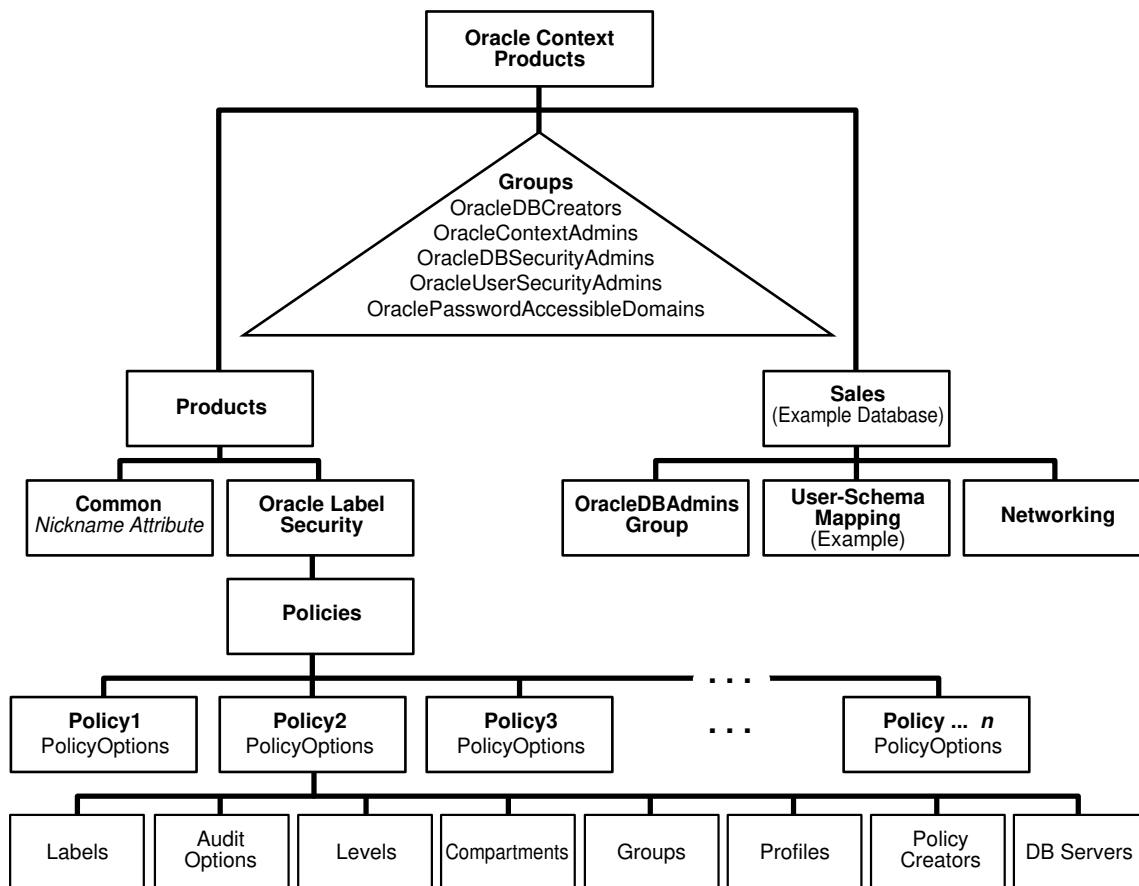 Oracle Context
Products
Groups
OracleDBCreators
OracleContextAdmins
OracleDBSecurityAdmins
OracleUserSecurityAdmins
OraclePasswordAccessibleDomains
Products
Sales
(Example Database)
Common
Nickname Attribute
Oracle Label
Security
OracleDBAdmins
Group
User-Schema
Mapping
(Example)
Networking
Policies
. . .
Policy1
PolicyOptions
Policy2
PolicyOptions
Policy3
PolicyOptions
. . .
Policy ... n
PolicyOptions
Labels
Audit
Options
Levels
Compartments
Groups
Profiles
Policy
Creators
DB Servers